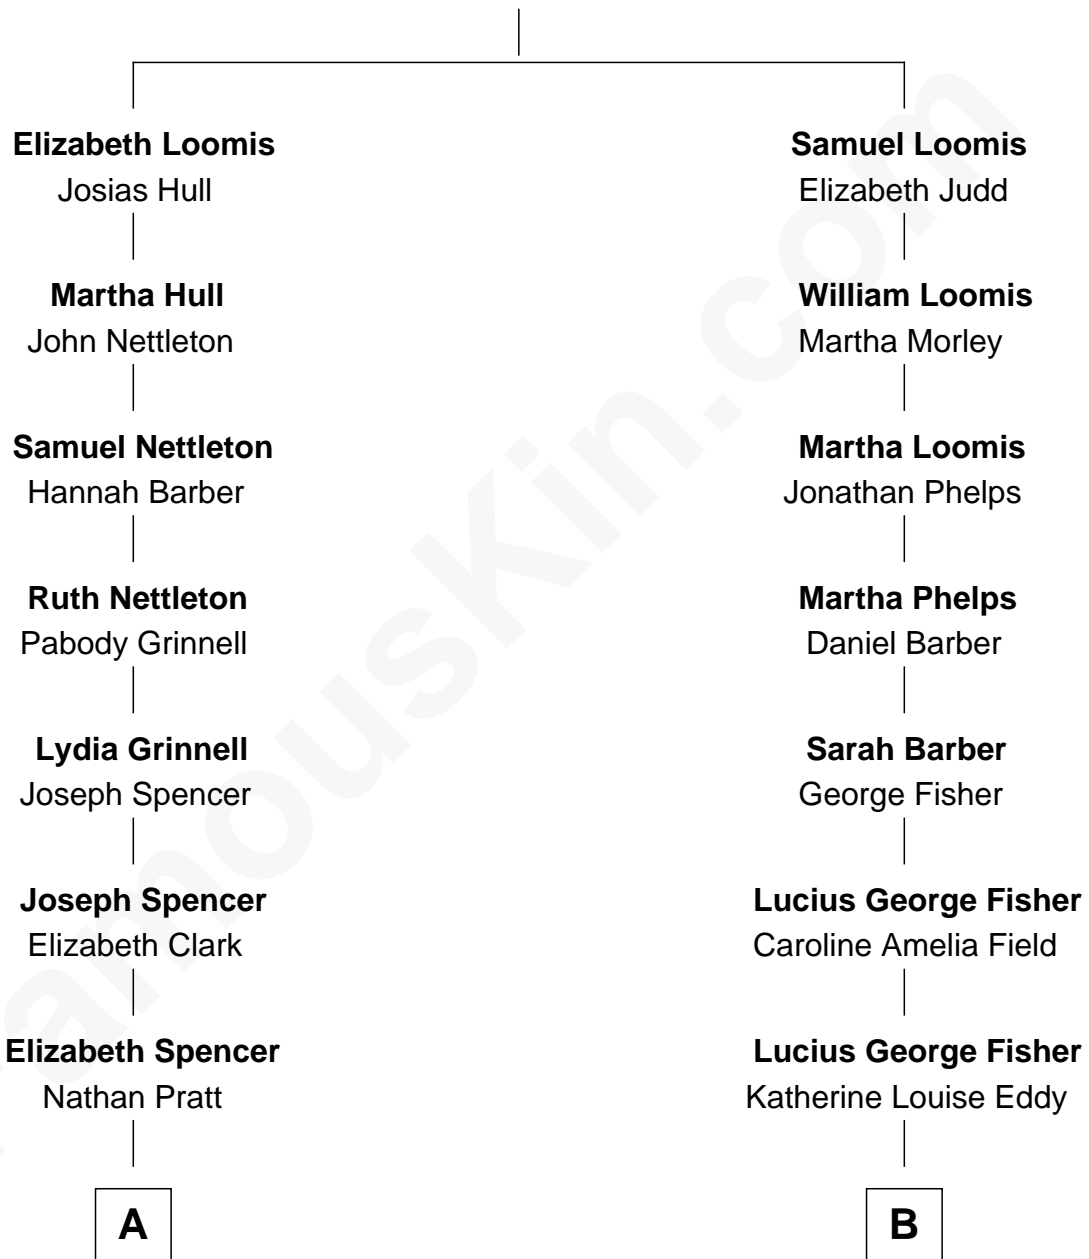 Elizabeth Loomis
Josias Hull
Martha Hull
John Nettleton
Samuel Nettleton
Hannah Barber
Ruth Nettleton
Pabody Grinnell
Lydia Grinnell
Joseph Spencer
Joseph Spencer
Elizabeth Clark
Elizabeth Spencer
Nathan Pratt
A
Samuel Loomis
Elizabeth Judd
William Loomis
Martha Morley
Martha Loomis
Jonathan Phelps
Martha Phelps
Daniel Barber
Sarah Barber
George Fisher
Lucius George Fisher
Caroline Amelia Field
Lucius George Fisher
Katherine Louise Eddy
B
FamousKin.com